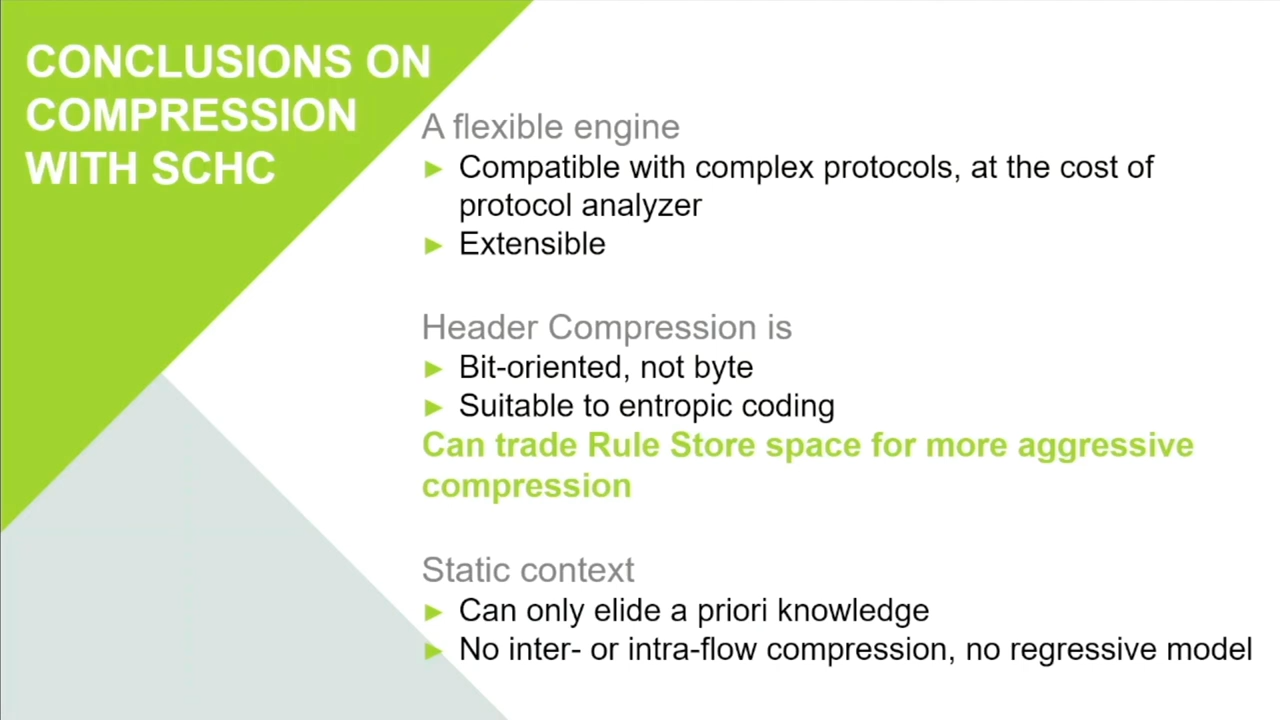 CONCLUSIONS ON
COMPRESSION
WITH SCHC
A flexible engine
► Compatible with complex protocols, at the cost of
protocol analyzer
► Extensible
Header Compression is
► Bit-oriented, not byte
► Suitable to entropic coding
Can trade Rule Store space for more aggressive
compression
Static context
► Can only elide a priori knowledge
► No inter- or intra-flow compression, no regressive model